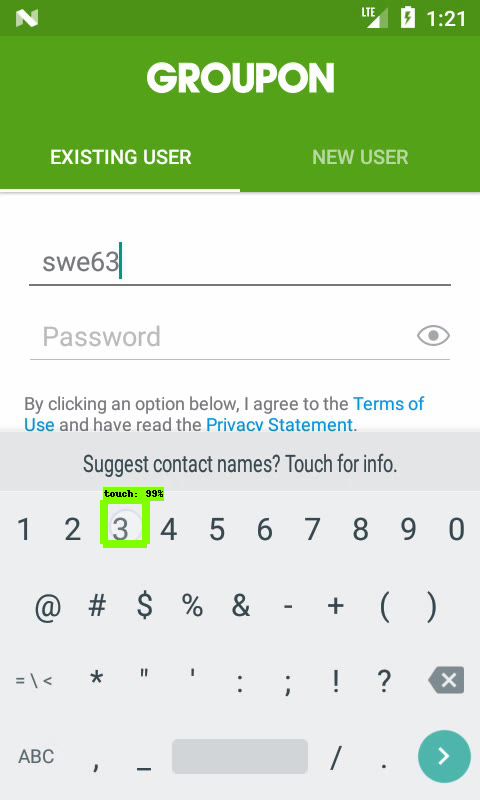 LTE 1:21
GROUPON
EXISTING USER NEW USER
swe63
Password
By clicking an option below, I agree to the Terms of
Use and have read the Privacy Statement.
Suggest contact names? Touch for info.
touch: 99%
1 2 3 4 5 6 7 8 9 0
@ # $ % & - + ( )
= \ < * " ' : ; ! ?
ABC , _ / .